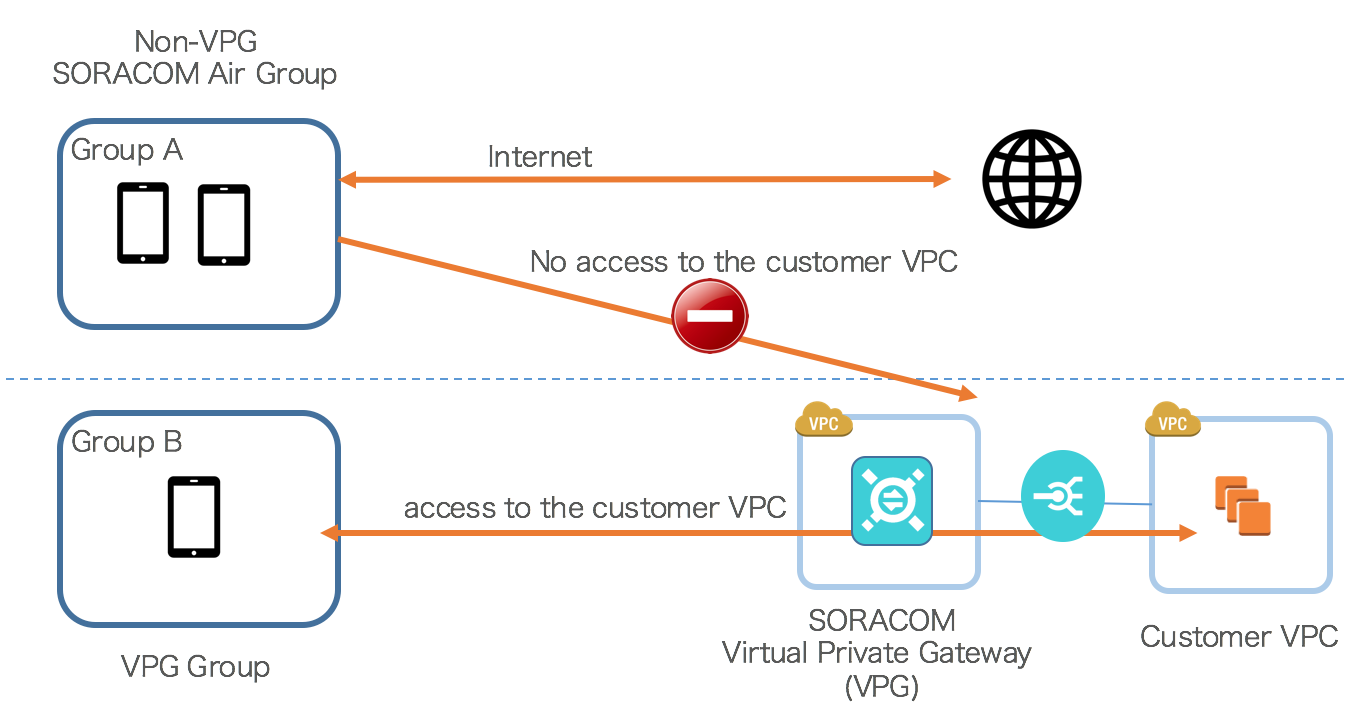 Non-VPG
SORACOM Air Group
Group A
Internet
No access to the customer VPC
Group B
VPC
VPC
access to the customer VPC
SORACOM
Virtual Private Gateway
(VPG)
Customer VPC
VPG Group